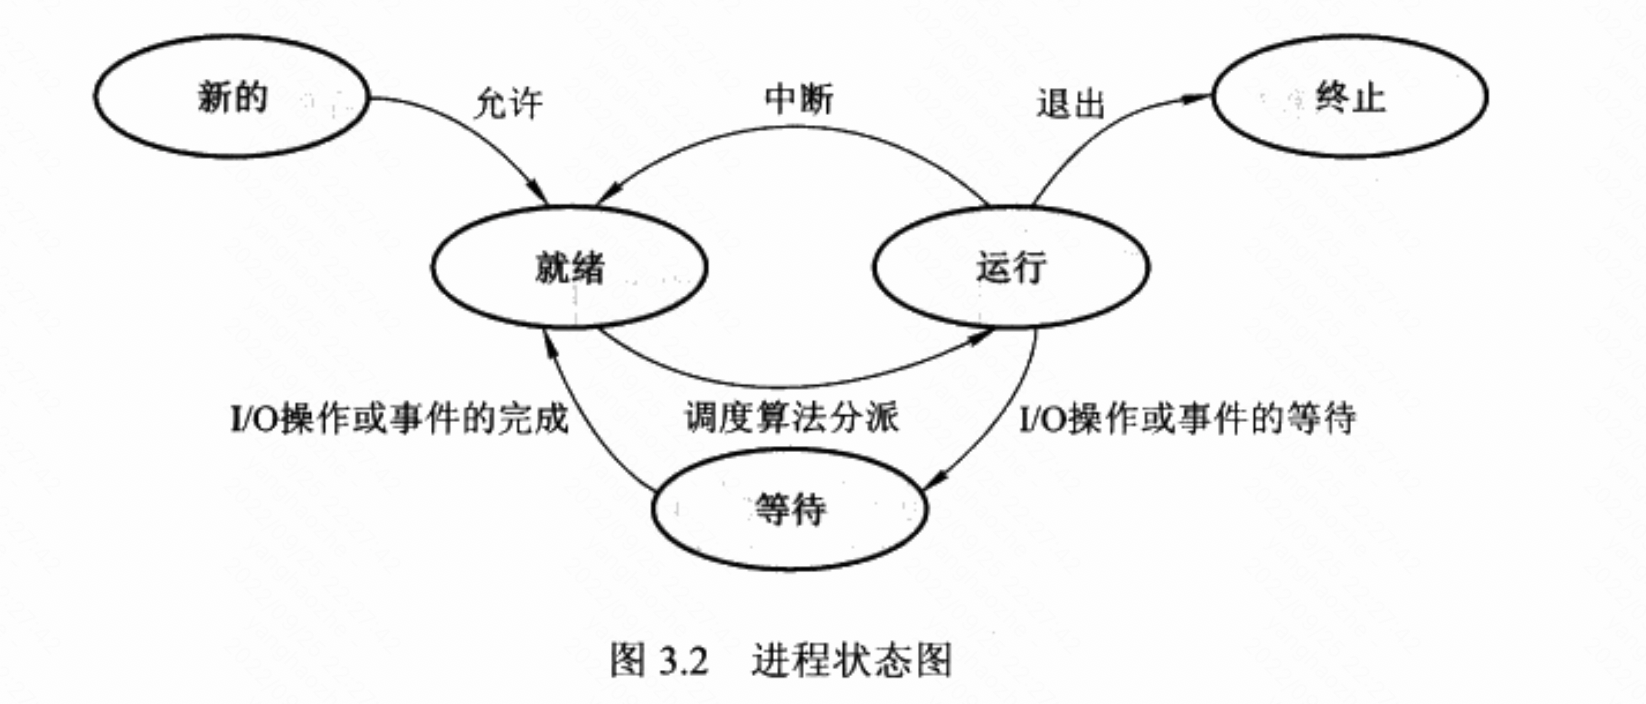 新的
允许
中断
退出
终止
就绪
运行
I/O操作或事件的完成
调度算法分派
I/O操作或事件的等待
等待
图 3.2 进程状态图